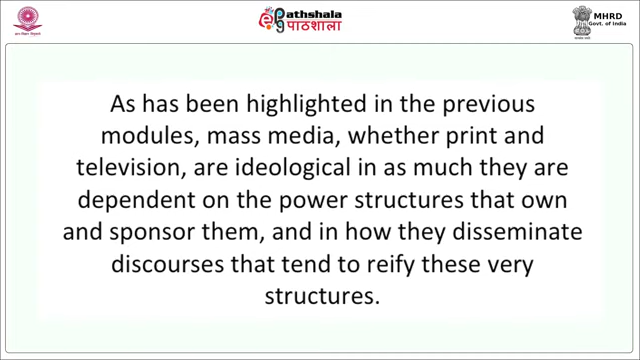 ePathshala
पाठशाला
MHRD
Govt. of India
As has been highlighted in the previous
modules, mass media, whether print and
television, are ideological in as much they are
dependent on the power structures that own
and sponsor them, and in how they disseminate
discourses that tend to reify these very
structures.